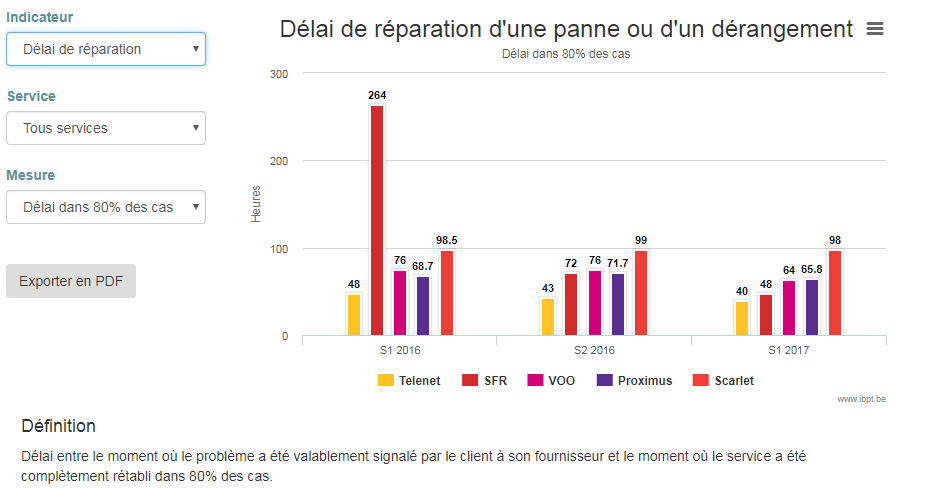 Indicateur
Délai de réparation
Service
Tous services
Mesure
Délai dans 80% des cas
Exporter en PDF
Délai de réparation d'une panne ou d'un dérangement
Délai dans 80% des cas
Heures
300
200
100
0
48
264
76
68.7
98.5
43
72
76
71.7
99
40
48
64
65.8
98
S1 2016
S2 2016
S1 2017
Telenet
SFR
VOO
Proximus
Scarlet
www.ibpt.be
Définition
Délai entre le moment où le problème a été valablement signalé par le client à son fournisseur et le moment où le service a été
complètement rétabli dans 80% des cas.